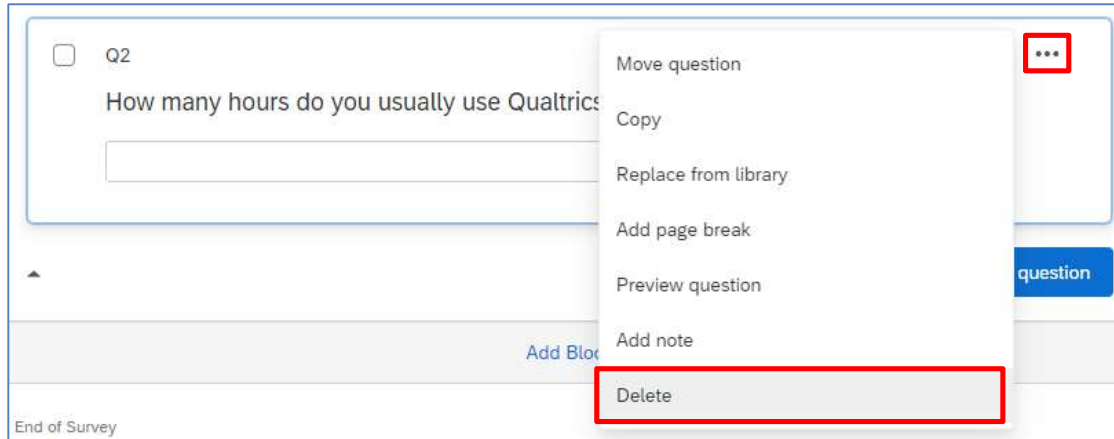 Q2
How many hours do you usually use Qualtrics
Move question
Copy
Replace from library
Add page break
Preview question
Add note
Delete
question
Add Bloc
End of Survey